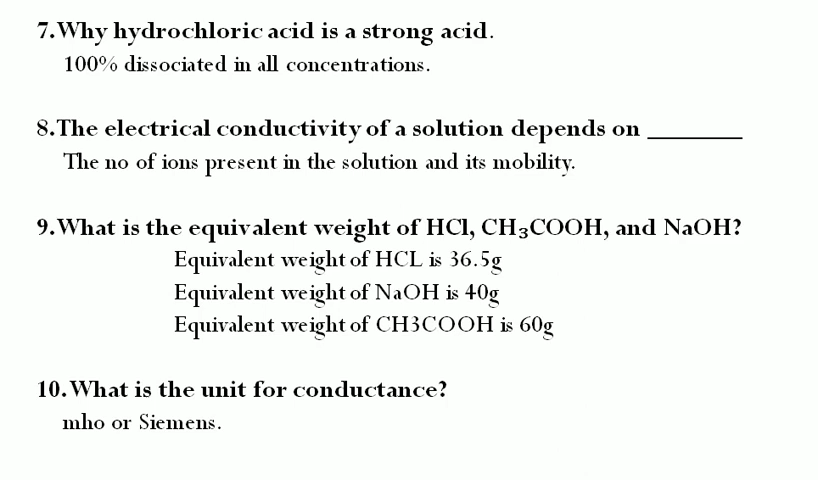 7.Why hydrochloric acid is a strong acid.
100% dissociated in all concentrations.
8.The electrical conductivity of a solution depends on ________
The no of ions present in the solution and its mobility.
9.What is the equivalent weight of HCl, CH₃COOH, and NaOH?
Equivalent weight of HCL is 36.5g
Equivalent weight of NaOH is 40g
Equivalent weight of CH3COOH is 60g
10.What is the unit for conductance?
mho or Siemens.